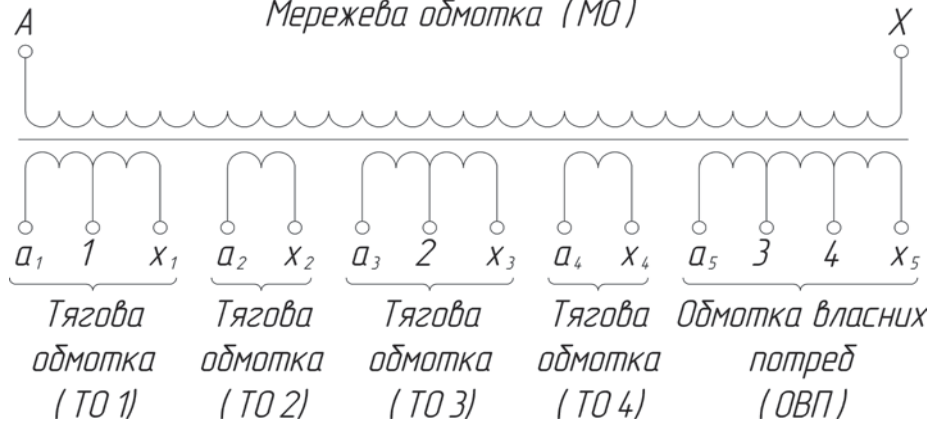 Мережева обмотка (МО)
А Х
a₁ 1 x₁ a₂ x₂ a₃ 2 x₃ a₄ x₄ a₅ 3 4 x₅
Тягова Тягова Тягова Тягова Обмотка власних
обмотка обмотка обмотка обмотка потреб
(ТО 1) (ТО 2) (ТО 3) (ТО 4) (ОВП)